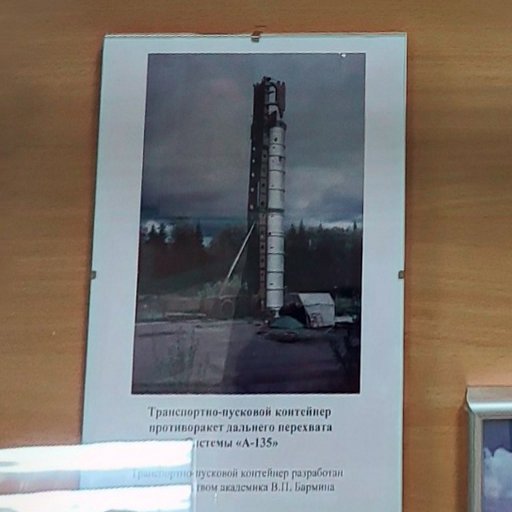 Транспортно-пусковой контейнер
противоракет дальнего перехвата
системы «А-135»
Транспортно-пусковой контейнер разработан
академика В.П. Бармина